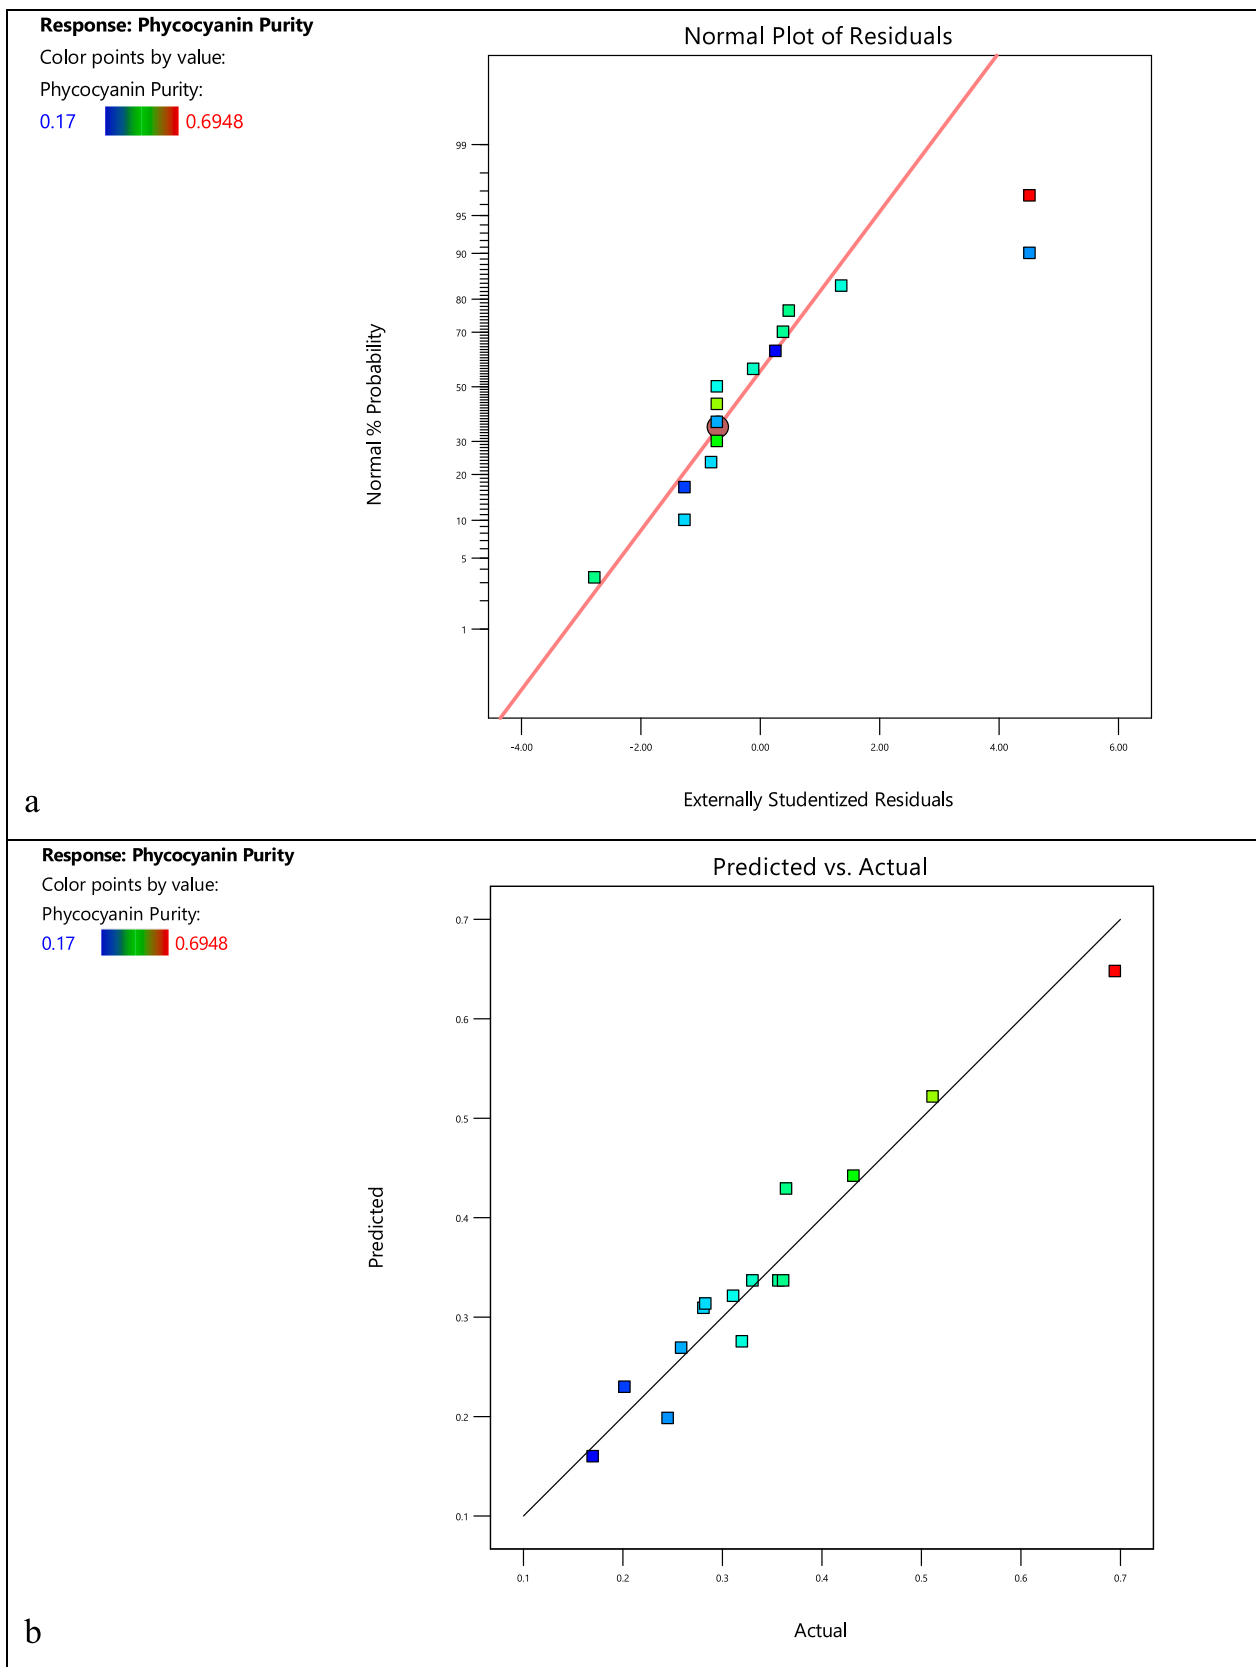 Response: Phycocyanin Purity
Color points by value:
Phycocyanin Purity:
0.17 0.6948
Normal Plot of Residuals
99
95
90
80
70
50
30
20
10
5
1
Normal % Probability
-4.00 -2.00 0.00 2.00 4.00 6.00
Externally Studentized Residuals
a
Response: Phycocyanin Purity
Color points by value:
Phycocyanin Purity:
0.17 0.6948
Predicted vs. Actual
0.7
0.6
0.5
0.4
0.3
0.2
0.1
Predicted
0.1 0.2 0.3 0.4 0.5 0.6 0.7
Actual
b